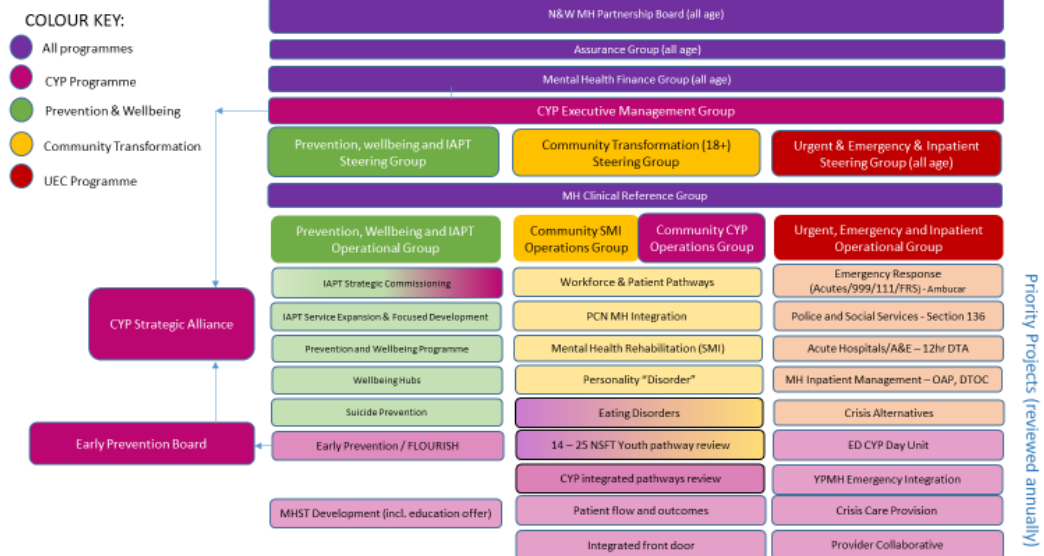 COLOUR KEY:
All programmes
CYP Programme
Prevention & Wellbeing
Community Transformation
UEC Programme
N&W MH Partnership Board (all age)
Assurance Group (all age)
Mental Health Finance Group (all age)
CYP Executive Management Group
Prevention, wellbeing and IAPT
Steering Group
Community Transformation (18+)
Steering Group
Urgent & Emergency & Inpatient
Steering Group (all age)
MH Clinical Reference Group
Prevention, Wellbeing and IAPT
Operational Group
Community SMI
Operations Group
Community CYP
Operations Group
Urgent, Emergency and Inpatient
Operational Group
IAPT Strategic Commissioning
Workforce & Patient Pathways
Emergency Response
(Acutes/999/111/FRS) - Ambucar
CYP Strategic Alliance
IAPT Service Expansion & Focused Development
PCN MH Integration
Police and Social Services - Section 136
Prevention and Wellbeing Programme
Mental Health Rehabilitation (SMI)
Acute Hospitals/A&E – 12hr DTA
Wellbeing Hubs
Personality “Disorder”
MH Inpatient Management – OAP, DTOC
Suicide Prevention
Eating Disorders
Crisis Alternatives
Early Prevention Board
Early Prevention / FLOURISH
14 – 25 NSFT Youth pathway review
ED CYP Day Unit
CYP integrated pathways review
YPMH Emergency Integration
MHST Development (incl. education offer)
Patient flow and outcomes
Crisis Care Provision
Integrated front door
Provider Collaborative
Priority Projects (reviewed annually)